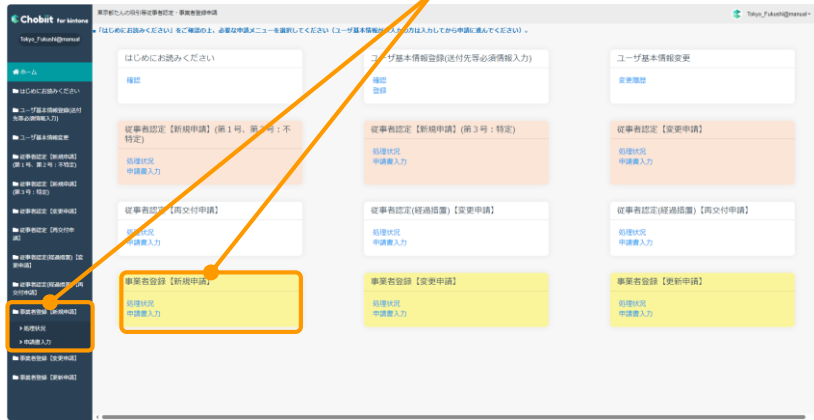 Chobiit for kintone
Tokyo_Fukushi@manual
ホーム
はじめにお読みください
ユーザ基本情報登録(送付先等必須情報入力)
ユーザ基本情報変更
従事者認定【新規申請】(第1号、第2号：不特定)
従事者認定【新規申請】(第3号：特定)
従事者認定【変更申請】
従事者認定【再交付申請】
従事者認定(経過措置)【変更申請】
従事者認定(経過措置)【再交付申請】
事業者登録【新規申請】
処理状況
申請書入力
事業者登録【変更申請】
事業者登録【更新申請】
東京都たんの吸引等従事者認定・事業者登録申請
Tokyo_Fukushi@manual
「はじめにお読みください」をご確認の上、必要な申請メニューを選択してください（ユーザ基本情報が
入力の方は入力してから申請に進んでください）。
はじめにお読みください
確認
ユーザ基本情報登録(送付先等必須情報入力)
確認
登録
ユーザ基本情報変更
変更履歴
従事者認定【新規申請】(第1号、第2号：不特定)
処理状況
申請書入力
従事者認定【新規申請】(第3号：特定)
処理状況
申請書入力
従事者認定【変更申請】
処理状況
申請書入力
従事者認定【再交付申請】
処理状況
申請書入力
従事者認定(経過措置)【変更申請】
処理状況
申請書入力
従事者認定(経過措置)【再交付申請】
処理状況
申請書入力
事業者登録【新規申請】
処理状況
申請書入力
事業者登録【変更申請】
処理状況
申請書入力
事業者登録【更新申請】
処理状況
申請書入力